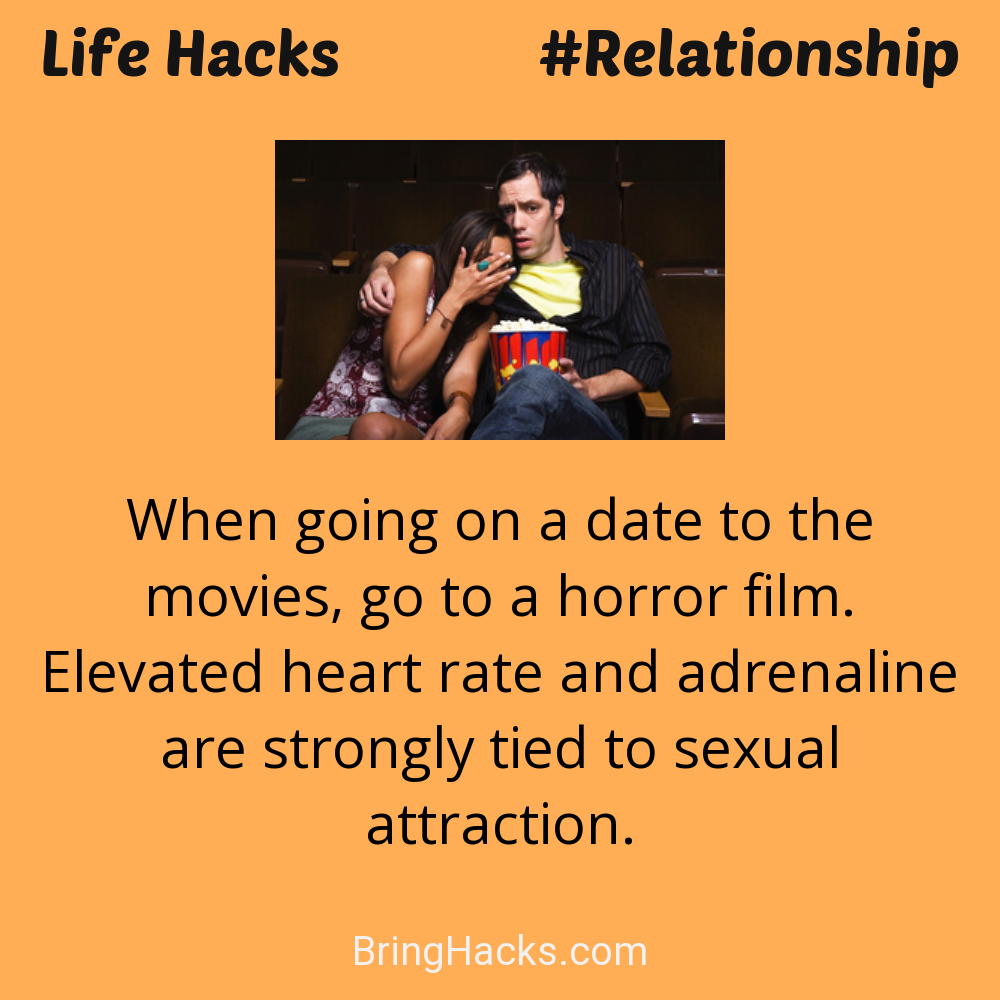 Life Hacks #Relationship
When going on a date to the
movies, go to a horror film.
Elevated heart rate and adrenaline
are strongly tied to sexual
attraction.
BringHacks.com